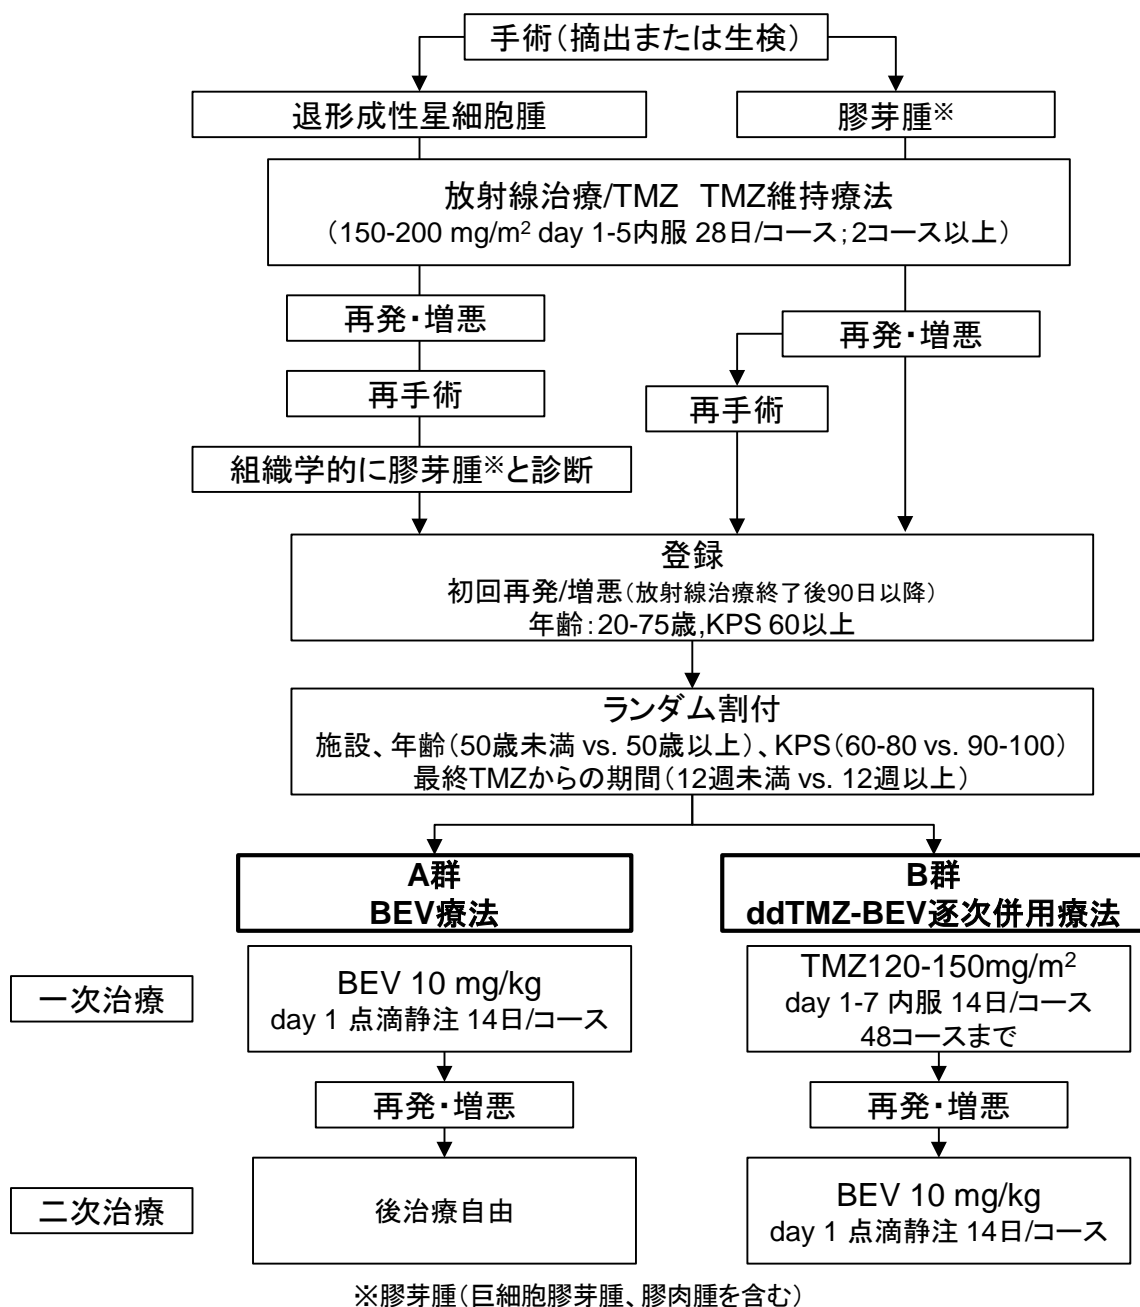 手術（摘出または生検）
退形成性星細胞腫
膠芽腫※
放射線治療/TMZ　TMZ維持療法
（150-200 mg/m² day 1-5内服 28日/コース；2コース以上）
再発・増悪
再発・増悪
再手術
再手術
組織学的に膠芽腫※と診断
登録
初回再発/増悪（放射線治療終了後90日以降）
年齢：20-75歳,KPS 60以上
ランダム割付
施設、年齢（50歳未満 vs. 50歳以上）、KPS（60-80 vs. 90-100）
最終TMZからの期間（12週未満 vs. 12週以上）
A群
BEV療法
B群
ddTMZ-BEV逐次併用療法
一次治療
BEV 10 mg/kg
day 1 点滴静注 14日/コース
TMZ120-150mg/m²
day 1-7 内服 14日/コース
48コースまで
再発・増悪
再発・増悪
二次治療
後治療自由
BEV 10 mg/kg
day 1 点滴静注 14日/コース
※膠芽腫（巨細胞膠芽腫、膠肉腫を含む）